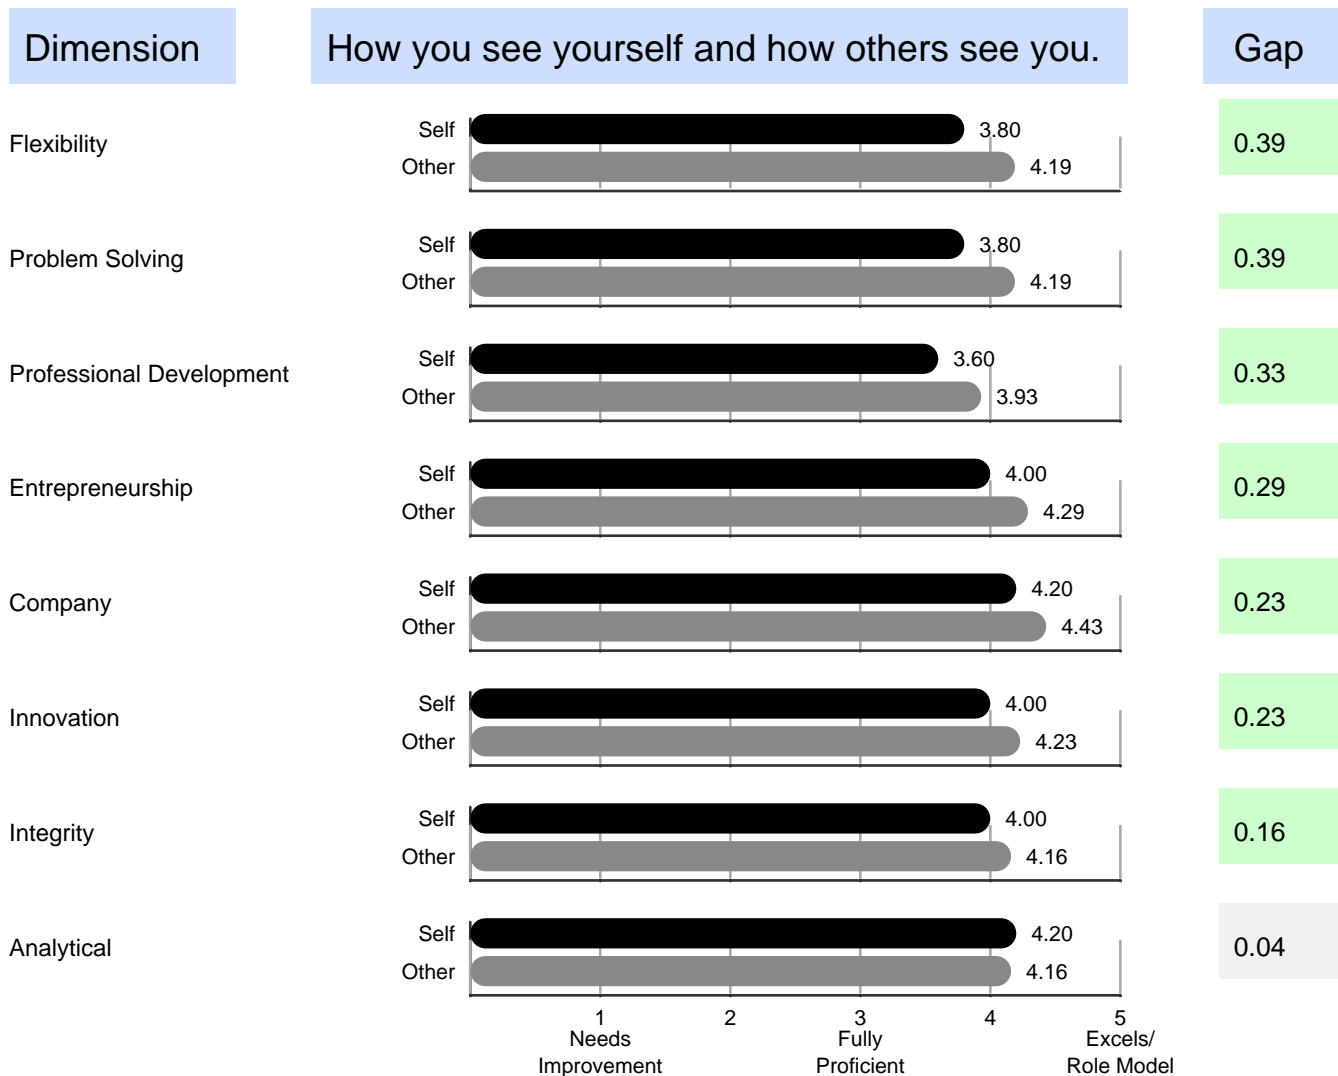 Dimension
How you see yourself and how others see you.
Gap
Flexibility
Self
3.80
Other
4.19
0.39
Problem Solving
Self
3.80
Other
4.19
0.39
Professional Development
Self
3.60
Other
3.93
0.33
Entrepreneurship
Self
4.00
Other
4.29
0.29
Company
Self
4.20
Other
4.43
0.23
Innovation
Self
4.00
Other
4.23
0.23
Integrity
Self
4.00
Other
4.16
0.16
Analytical
Self
4.20
Other
4.16
0.04
1
2
3
4
5
Needs
Improvement
Fully
Proficient
Excels/
Role Model